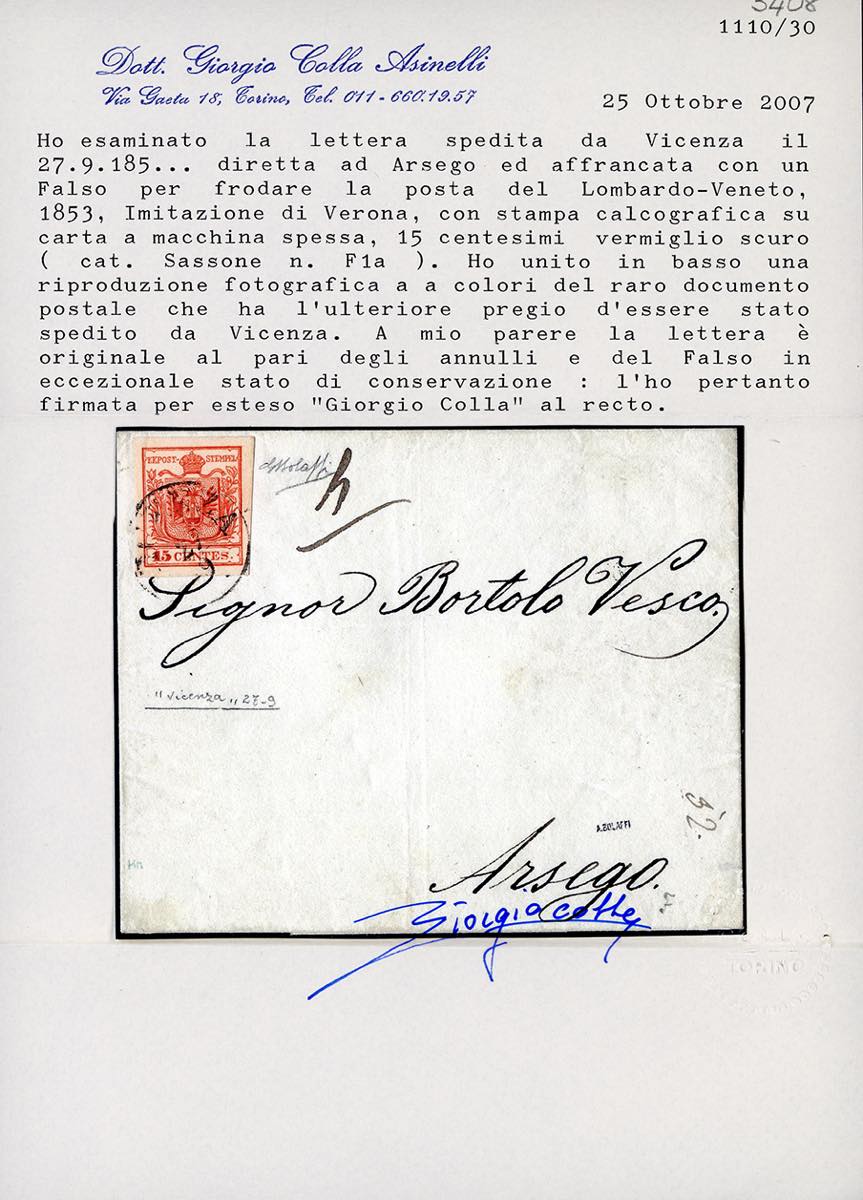 5408
1110/30
Dott. Giorgio Colla Asinelli
Via Gaeta 18, Torino, Tel. 011-660.19.57
25 Ottobre 2007
Ho esaminato la lettera spedita da Vicenza il
27.9.185... diretta ad Arsego ed affrancata con un
Falso per frodare la posta del Lombardo-Veneto,
1853, Imitazione di Verona, con stampa calcografica su
carta a macchina spessa, 15 centesimi vermiglio scuro
( cat. Sassone n. F1a ). Ho unito in basso una
riproduzione fotografica a a colori del raro documento
postale che ha l'ulteriore pregio d'essere stato
spedito da Vicenza. A mio parere la lettera è
originale al pari degli annulli e del Falso in
eccezionale stato di conservazione : l'ho pertanto
firmata per esteso "Giorgio Colla" al recto.
KKPOST-STEMPEL
15 CENTES.
Signor Bortolo Vesco.
"Vicenza" 27-9
32.
A.BOLAFFI
Arsego.
Giorgio Colla
TORINO